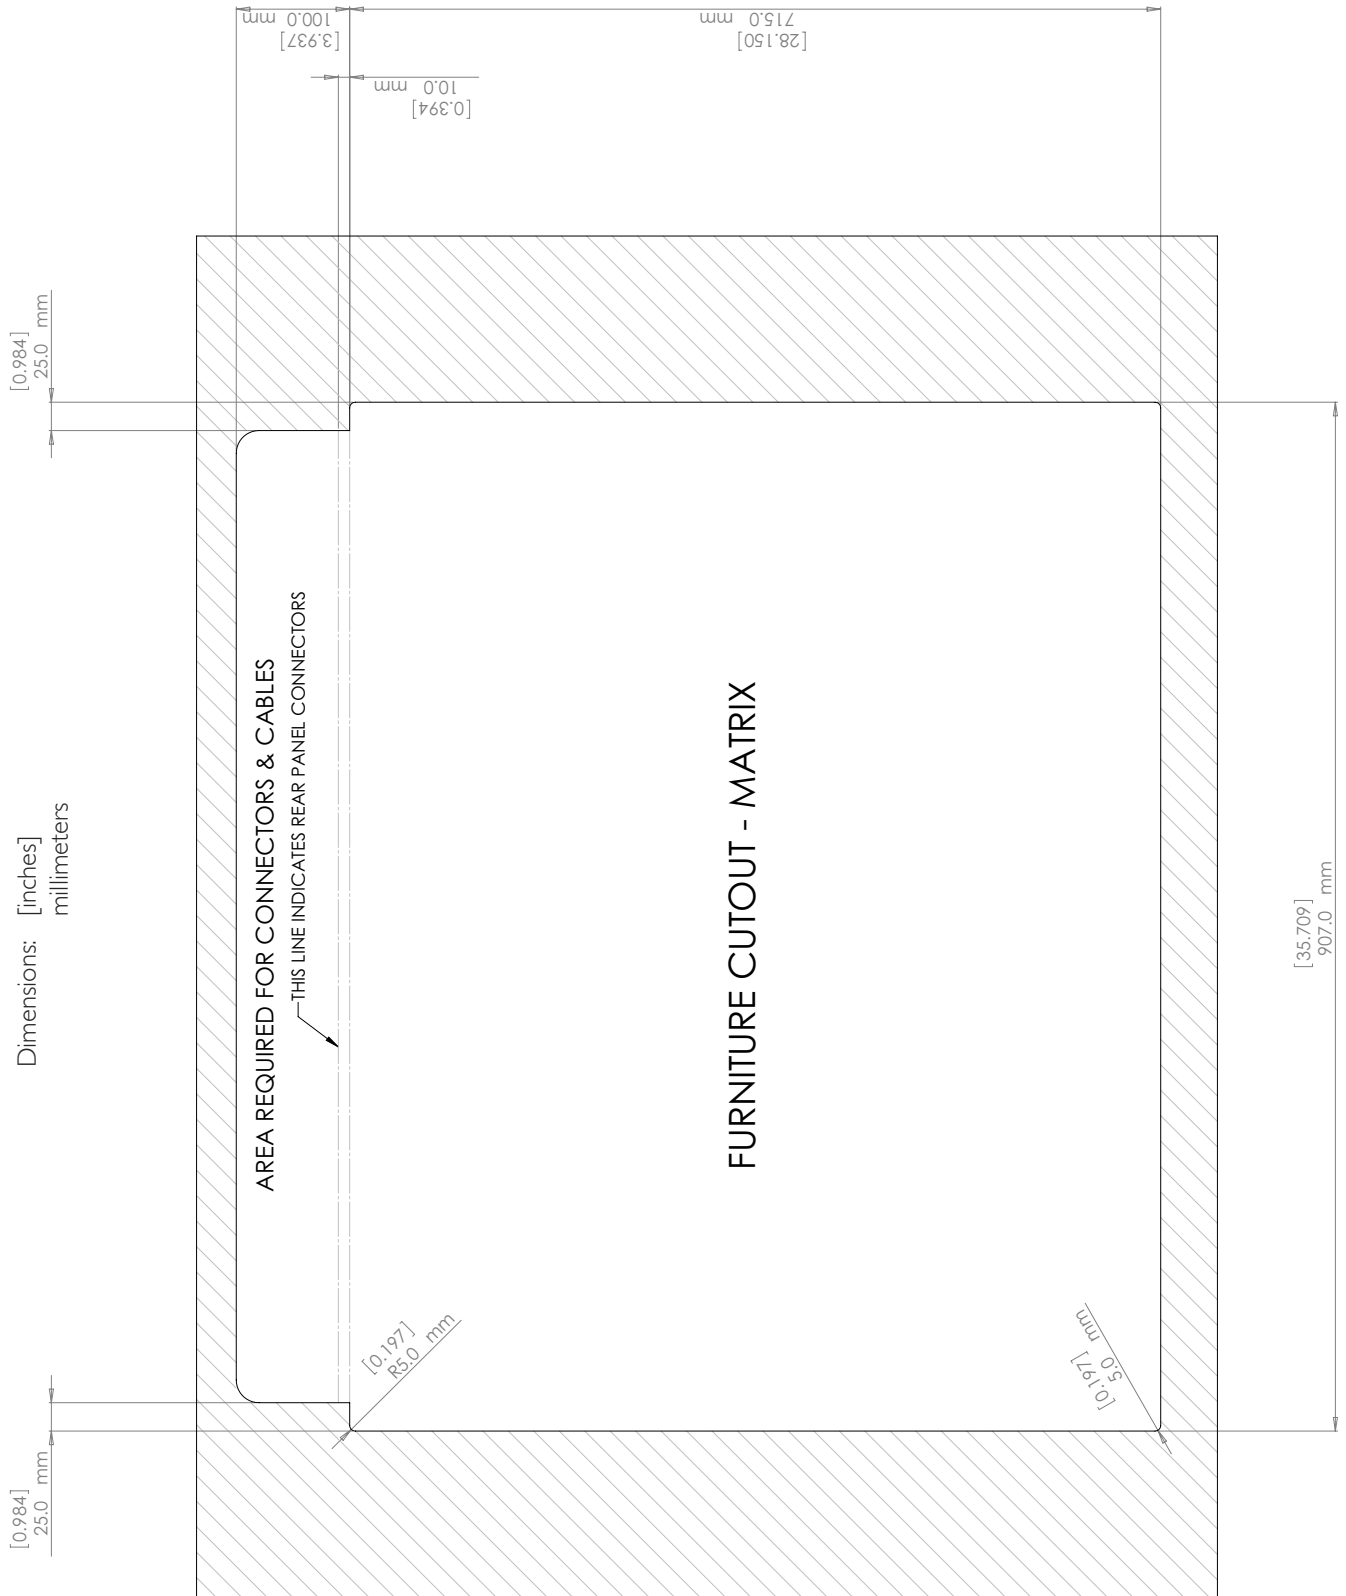 Dimensions: [inches]
millimeters
[0.984]
25.0 mm
[0.984]
25.0 mm
[3.937]
100.0 mm
[0.394]
10.0 mm
[28.150]
715.0 mm
AREA REQUIRED FOR CONNECTORS & CABLES
THIS LINE INDICATES REAR PANEL CONNECTORS
[0.197]
R5.0 mm
FURNITURE CUTOUT - MATRIX
[0.197]
5.0 mm
[35.709]
907.0 mm